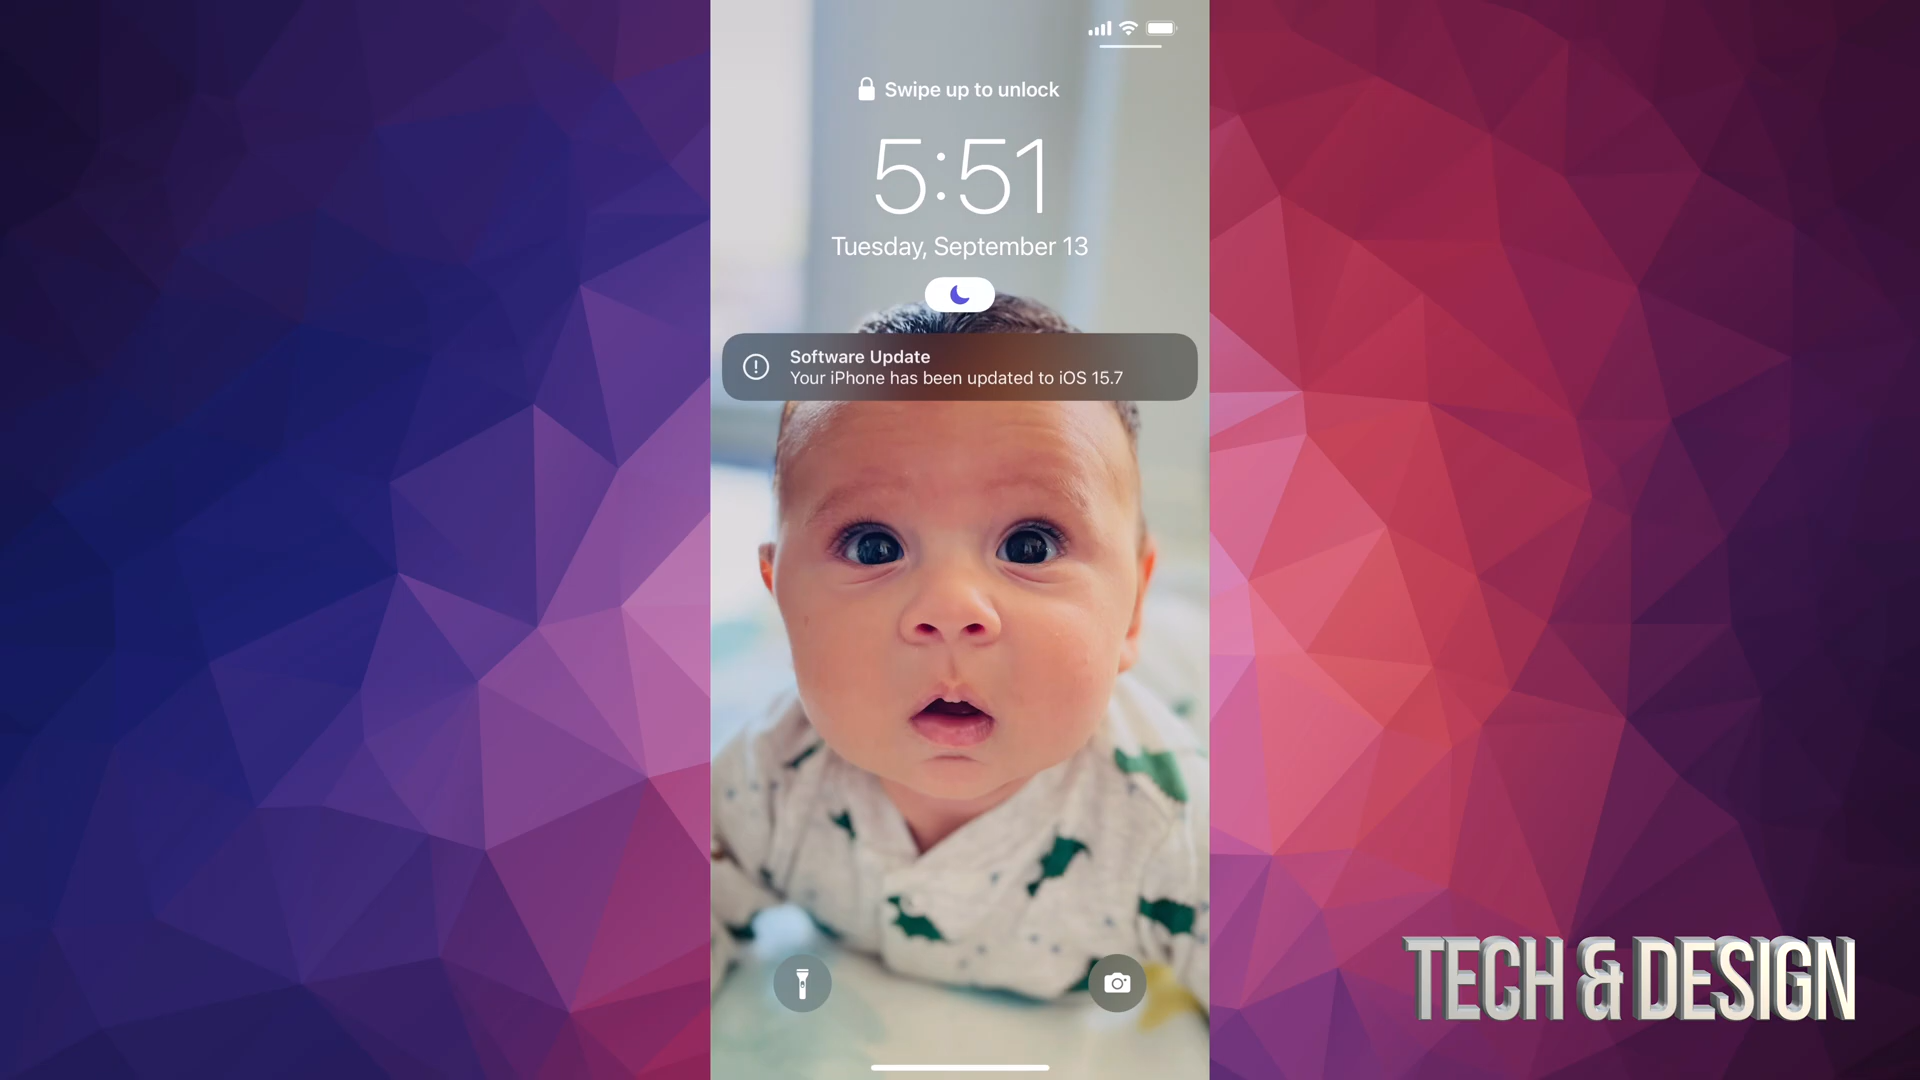 Swipe up to unlock
5:51
Tuesday, September 13
Software Update
Your iPhone has been updated to iOS 15.7
TECH & DESIGN